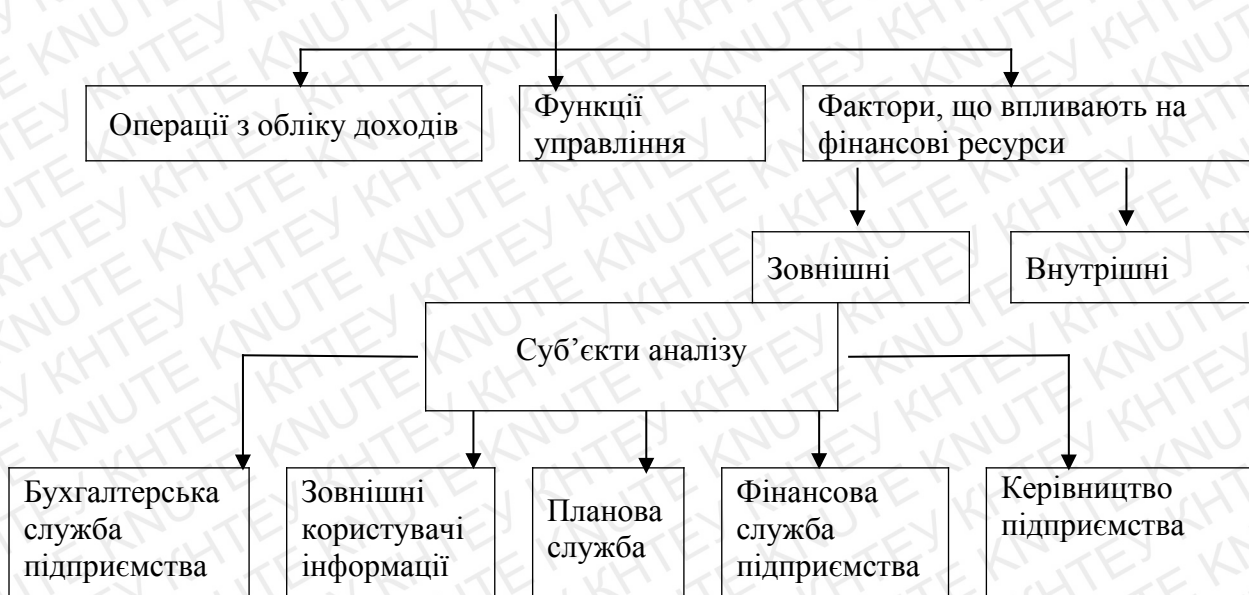 Операції з обліку доходів
Функції
управління
Фактори, що впливають на
фінансові ресурси
Зовнішні
Внутрішні
Суб’єкти аналізу
Бухгалтерська
служба
підприємства
Зовнішні
користувачі
інформації
Планова
служба
Фінансова
служба
підприємства
Керівництво
підприємства